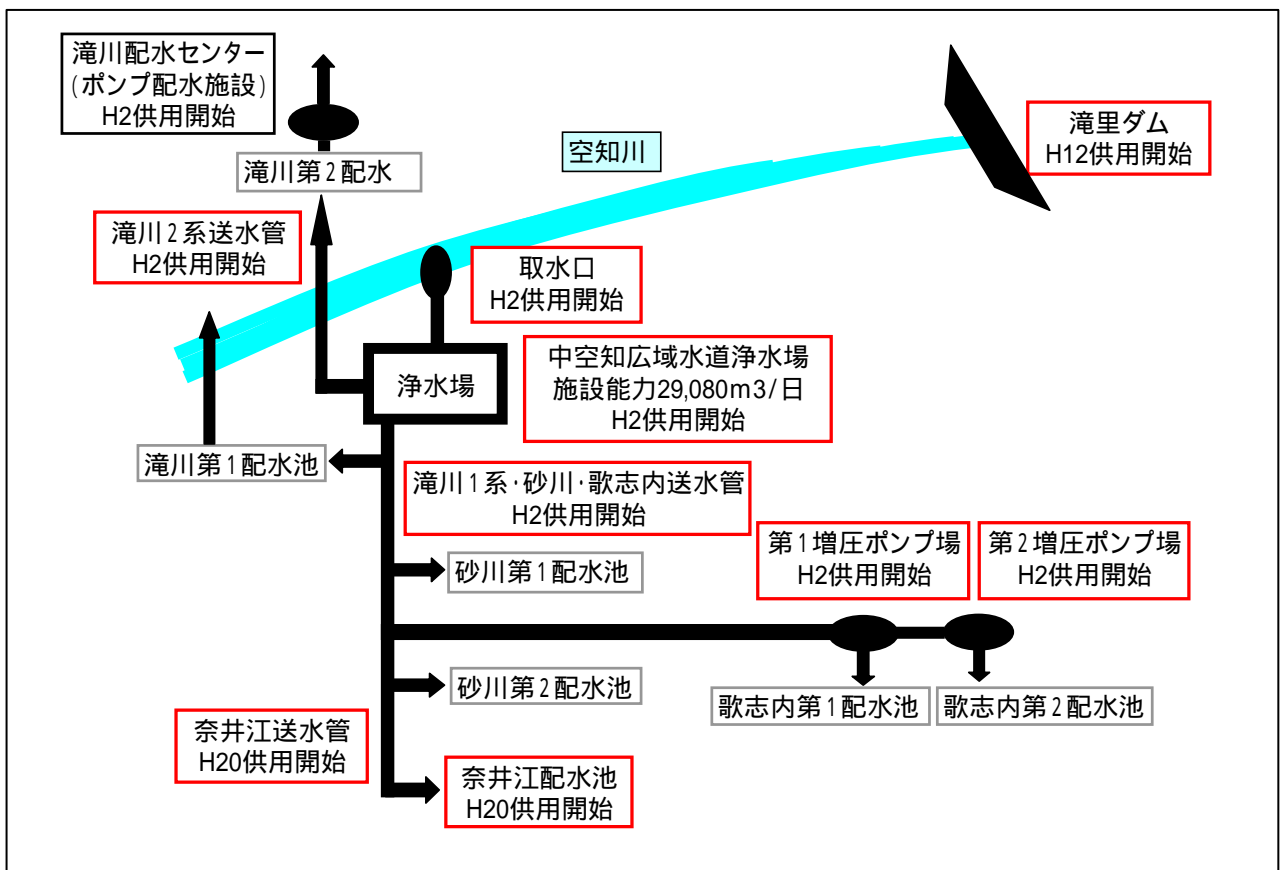 滝川配水センター
(ポンプ配水施設)
H2供用開始
滝里ダム
H12供用開始
空知川
滝川第2配水
滝川2系送水管
H2供用開始
取水口
H2供用開始
浄水場
中空知広域水道浄水場
施設能力29,080m3/日
H2供用開始
滝川第1配水池
滝川1系・砂川・歌志内送水管
H2供用開始
第1増圧ポンプ場
H2供用開始
第2増圧ポンプ場
H2供用開始
砂川第1配水池
砂川第2配水池
歌志内第1配水池
歌志内第2配水池
奈井江送水管
H20供用開始
奈井江配水池
H20供用開始